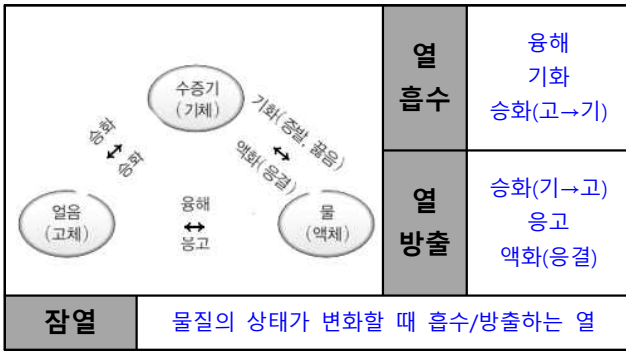 수증기
(기체)
기화(증발, 끓음)
액화(응결)
승화
승화
얼음
(고체)
융해
응고
물
(액체)
열
흡수
융해
기화
승화(고→기)
열
방출
승화(기→고)
응고
액화(응결)
잠열
물질의 상태가 변화할 때 흡수/방출하는 열